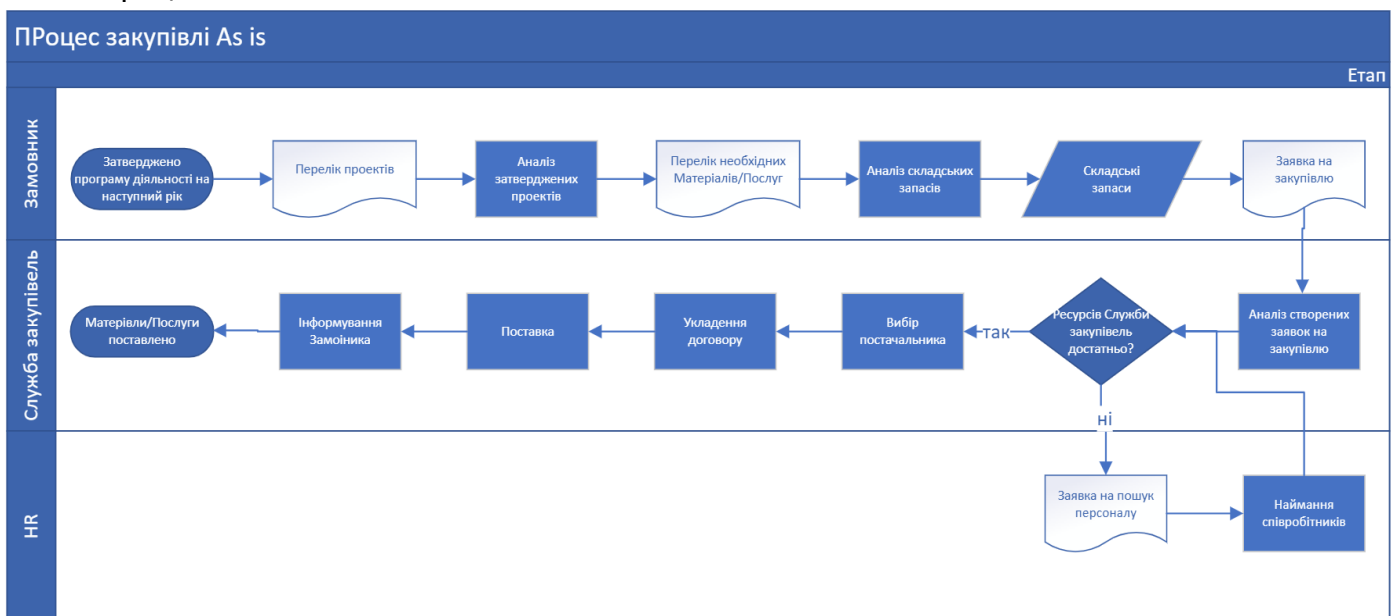 ПРоцес закупівлі As is
Етап
Замовник
Затверджено
програму діяльності на
наступний рік
Перелік проектів
Аналіз
затверджених
проектів
Перелік необхідних
Матеріалів/Послуг
Аналіз складських
запасів
Складські
запаси
Заявка на
закупівлю
Служба закупівель
Матерівли/Послуги
поставлено
Інформування
Замоіника
Поставка
Укладення
договору
Вибір
постачальника
так
Ресурсів Служби
закупівель
достатньо?
Аналіз створених
заявок на
закупівлю
ні
HR
Заявка на пошук
персоналу
Наймання
співробітників